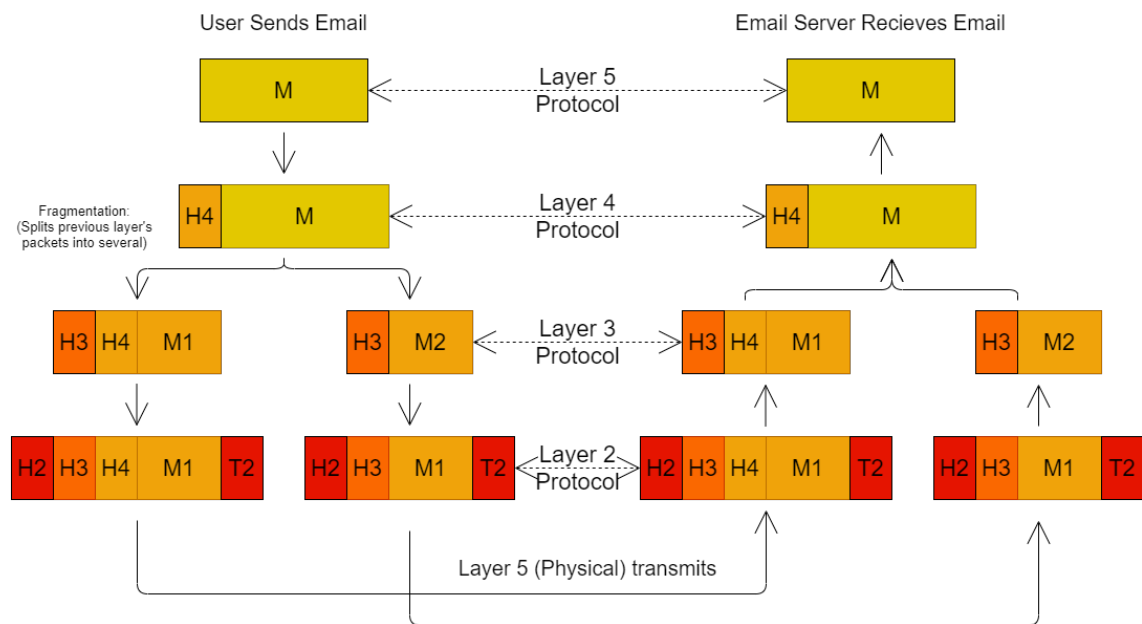 User Sends Email
Email Server Recieves Email
M
Layer 5
Protocol
M
Fragmentation:
(Splits previous layer's
packets into several)
H4
M
Layer 4
Protocol
H4
M
H3
H4
M1
H3
M2
Layer 3
Protocol
H3
H4
M1
H3
M2
H2
H3
H4
M1
T2
H2
H3
M1
T2
Layer 2
Protocol
H2
H3
H4
M1
T2
H2
H3
M1
T2
Layer 5 (Physical) transmits